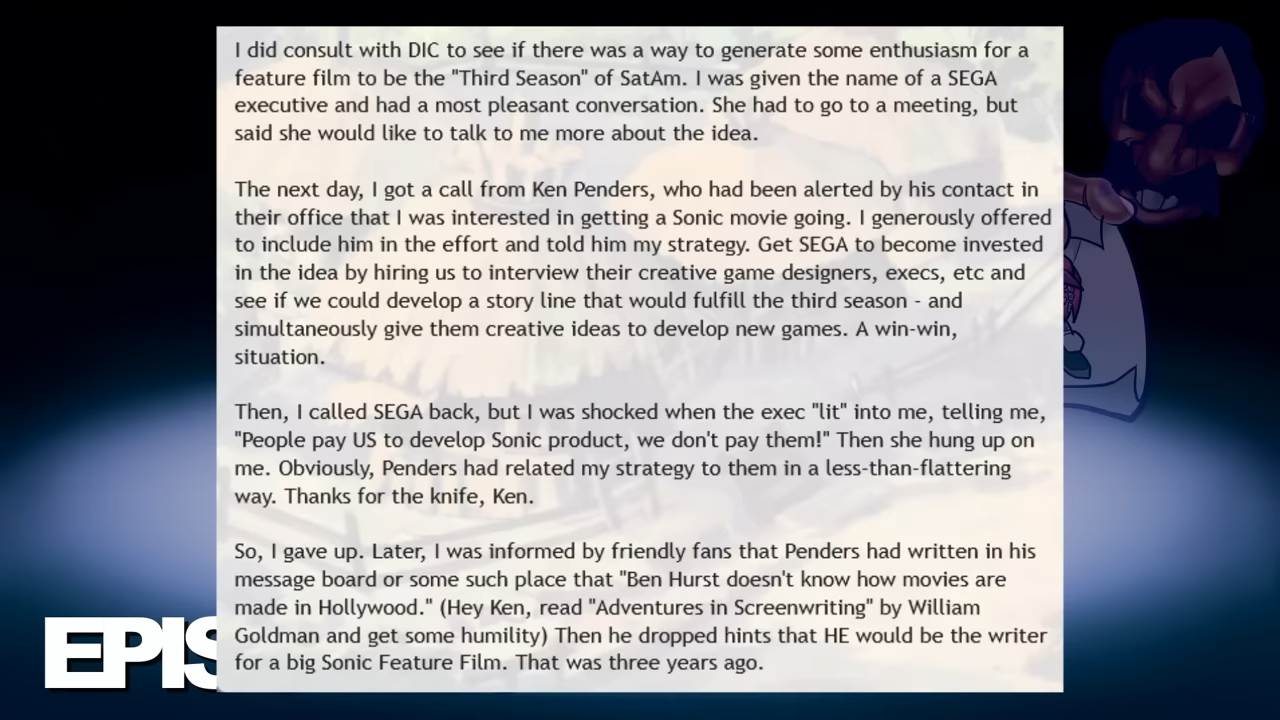 I did consult with DIC to see if there was a way to generate some enthusiasm for a
feature film to be the "Third Season" of SatAm. I was given the name of a SEGA
executive and had a most pleasant conversation. She had to go to a meeting, but
said she would like to talk to me more about the idea.
The next day, I got a call from Ken Penders, who had been alerted by his contact in
their office that I was interested in getting a Sonic movie going. I generously offered
to include him in the effort and told him my strategy. Get SEGA to become invested
in the idea by hiring us to interview their creative game designers, execs, etc and
see if we could develop a story line that would fulfill the third season - and
simultaneously give them creative ideas to develop new games. A win-win,
situation.
Then, I called SEGA back, but I was shocked when the exec "lit" into me, telling me,
"People pay US to develop Sonic product, we don't pay them!" Then she hung up on
me. Obviously, Penders had related my strategy to them in a less-than-flattering
way. Thanks for the knife, Ken.
So, I gave up. Later, I was informed by friendly fans that Penders had written in his
message board or some such place that "Ben Hurst doesn't know how movies are
made in Hollywood." (Hey Ken, read "Adventures in Screenwriting" by William
Goldman and get some humility) Then he dropped hints that HE would be the writer
for a big Sonic Feature Film. That was three years ago.
EPIS